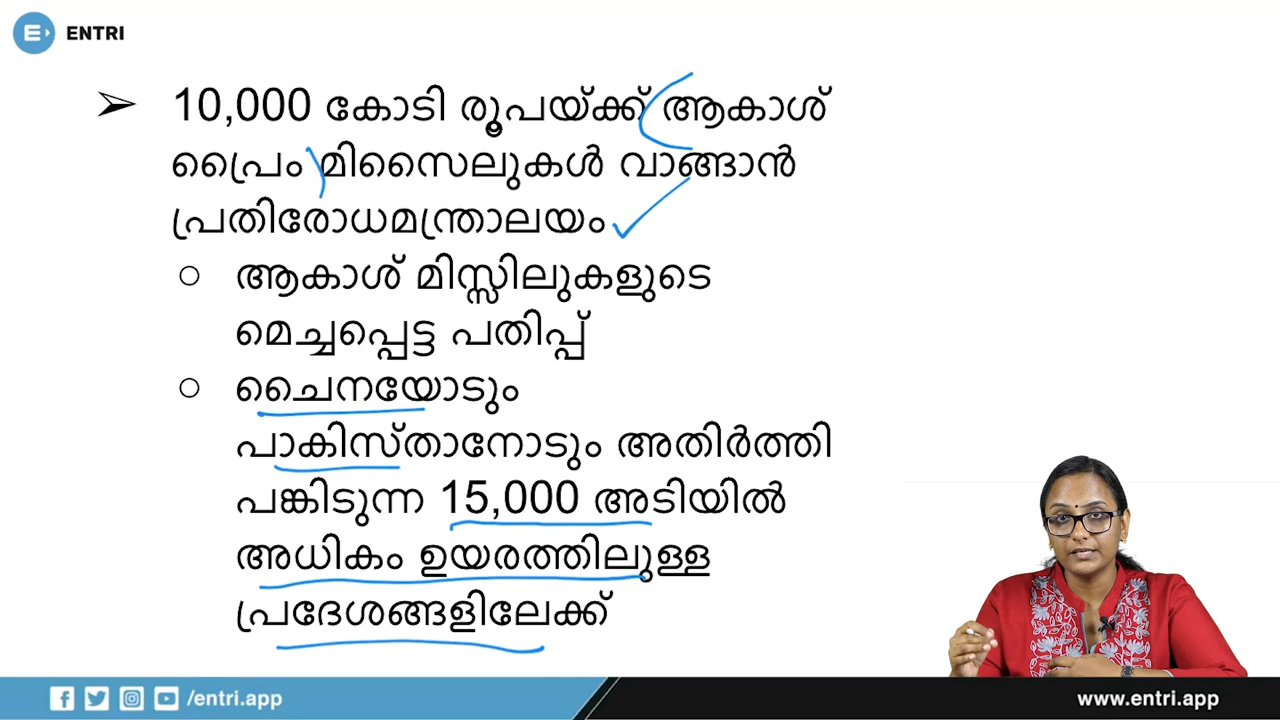 ENTRI
➢ 10,000 കോടി രൂപയ്ക്ക് ആകാശ്
പ്രൈം മിസൈലുകൾ വാങ്ങാൻ
പ്രതിരോധമന്ത്രാലയം
○ ആകാശ് മിസ്സിലുകളുടെ
മെച്ചപ്പെട്ട പതിപ്പ്
○ ചൈനയോടും
പാകിസ്താനോടും അതിർത്തി
പങ്കിടുന്ന 15,000 അടിയിൽ
അധികം ഉയരത്തിലുള്ള
പ്രദേശങ്ങളിലേക്ക്
/entri.app
www.entri.app